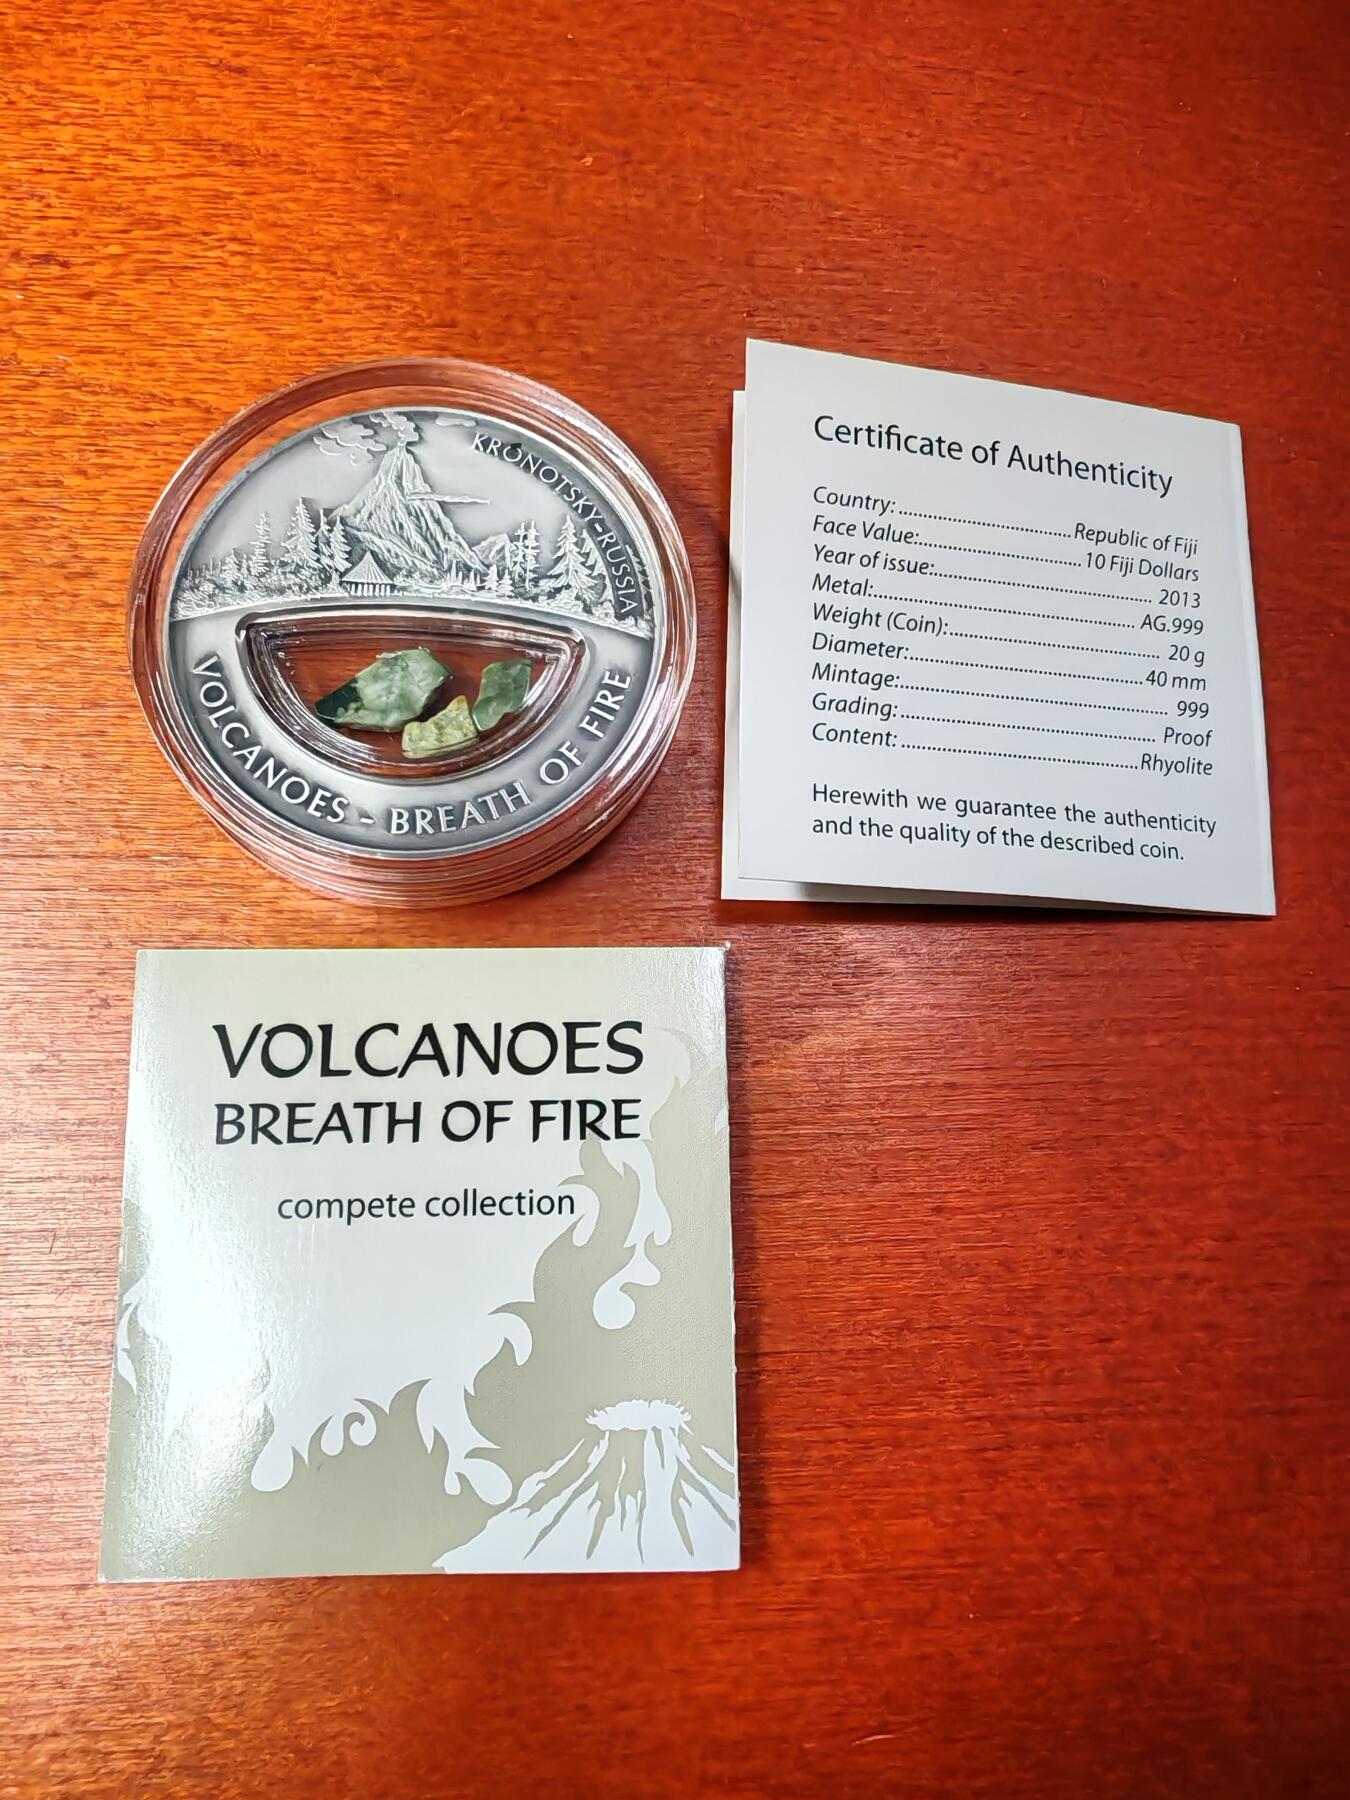 KRONOTSKY-RUSSIA
VOLCANOES - BREATH OF FIRE
Certificate of Authenticity
Country: ........................................ Republic of Fiji
Face Value:........................................10 Fiji Dollars
Year of issue:........................................ 2013
Metal:........................................ AG.999
Weight (Coin):........................................ 20 g
Diameter:........................................40 mm
Mintage:........................................ 999
Grading: ........................................ Proof
Content: ........................................Rhyolite
Herewith we guarantee the authenticity
and the quality of the described coin.
VOLCANOES
BREATH OF FIRE
compete collection